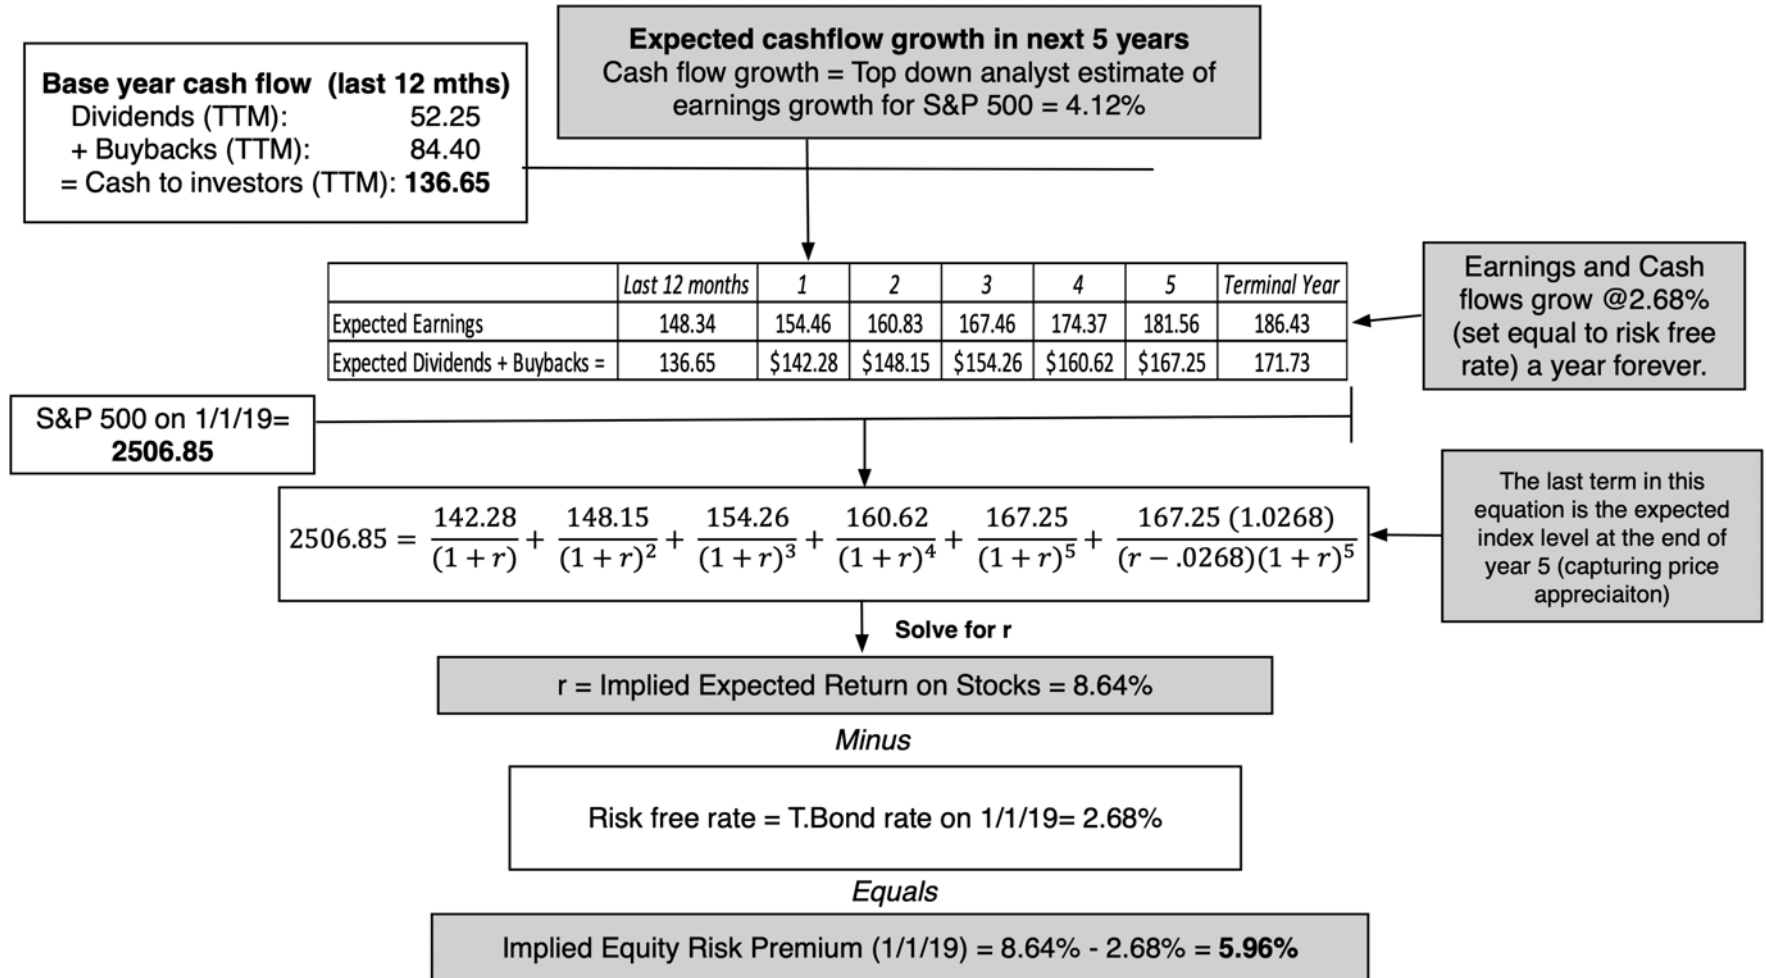 Expected cashflow growth in next 5 years
Cash flow growth = Top down analyst estimate of
earnings growth for S&P 500 = 4.12%
Base year cash flow (last 12 mths)
Dividends (TTM): 52.25
+ Buybacks (TTM): 84.40
= Cash to investors (TTM): 136.65
Last 12 months 1 2 3 4 5 Terminal Year
Expected Earnings 148.34 154.46 160.83 167.46 174.37 181.56 186.43
Expected Dividends + Buybacks = 136.65 $142.28 $148.15 $154.26 $160.62 $167.25 171.73
Earnings and Cash
flows grow @2.68%
(set equal to risk free
rate) a year forever.
S&P 500 on 1/1/19=
2506.85
2506.85 = 142.28/(1 + r) + 148.15/(1 + r)² + 154.26/(1 + r)³ + 160.62/(1 + r)⁴ + 167.25/(1 + r)⁵ + 167.25 (1.0268)/(r − .0268)(1 + r)⁵
The last term in this
equation is the expected
index level at the end of
year 5 (capturing price
appreciaiton)
Solve for r
r = Implied Expected Return on Stocks = 8.64%
Minus
Risk free rate = T.Bond rate on 1/1/19= 2.68%
Equals
Implied Equity Risk Premium (1/1/19) = 8.64% - 2.68% = 5.96%